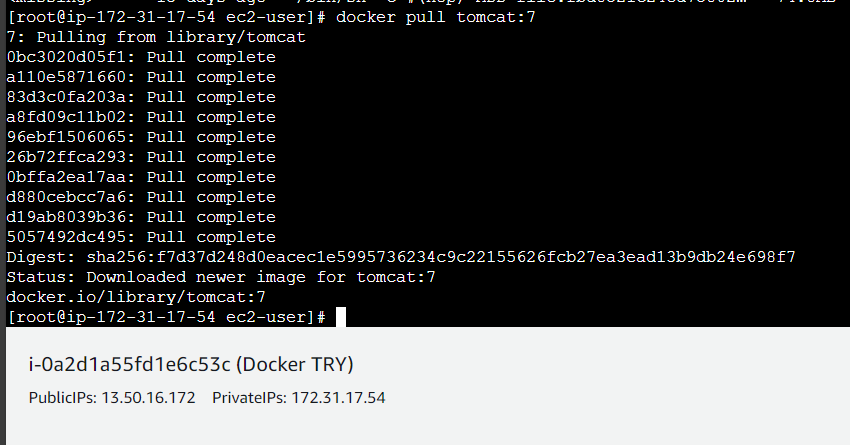 [root@ip-172-31-17-54 ec2-user]# docker pull tomcat:7
7: Pulling from library/tomcat
0bc3020d05f1: Pull complete
a110e5871660: Pull complete
83d3c0fa203a: Pull complete
a8fd09c11b02: Pull complete
96ebf1506065: Pull complete
26b72ffca293: Pull complete
0bffa2ea17aa: Pull complete
d880cebcc7a6: Pull complete
d19ab8039b36: Pull complete
5057492dc495: Pull complete
Digest: sha256:f7d37d248d0eacec1e5995736234c9c22155626fcb27ea3ead13b9db24e698f7
Status: Downloaded newer image for tomcat:7
docker.io/library/tomcat:7
[root@ip-172-31-17-54 ec2-user]#
i-0a2d1a55fd1e6c53c (Docker TRY)
PublicIPs: 13.50.16.172 PrivateIPs: 172.31.17.54